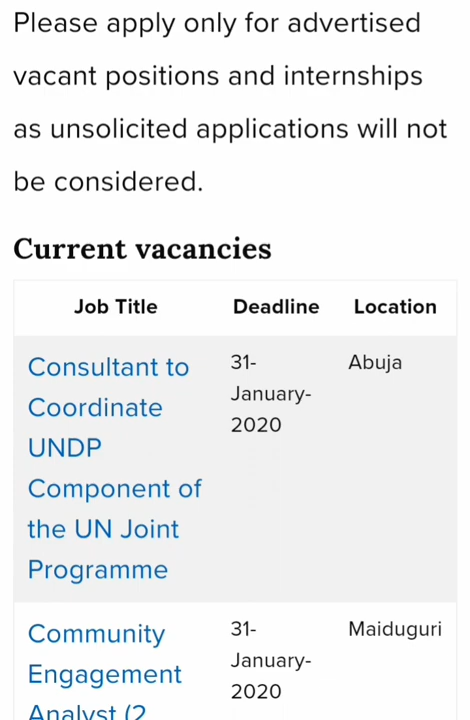 Please apply only for advertised
vacant positions and internships
as unsolicited applications will not
be considered.
Current vacancies
Job Title Deadline Location
Consultant to
Coordinate
UNDP
Component of
the UN Joint
Programme
31-
January-
2020
Abuja
Community
Engagement
Analyst (2
31-
January-
2020
Maiduguri